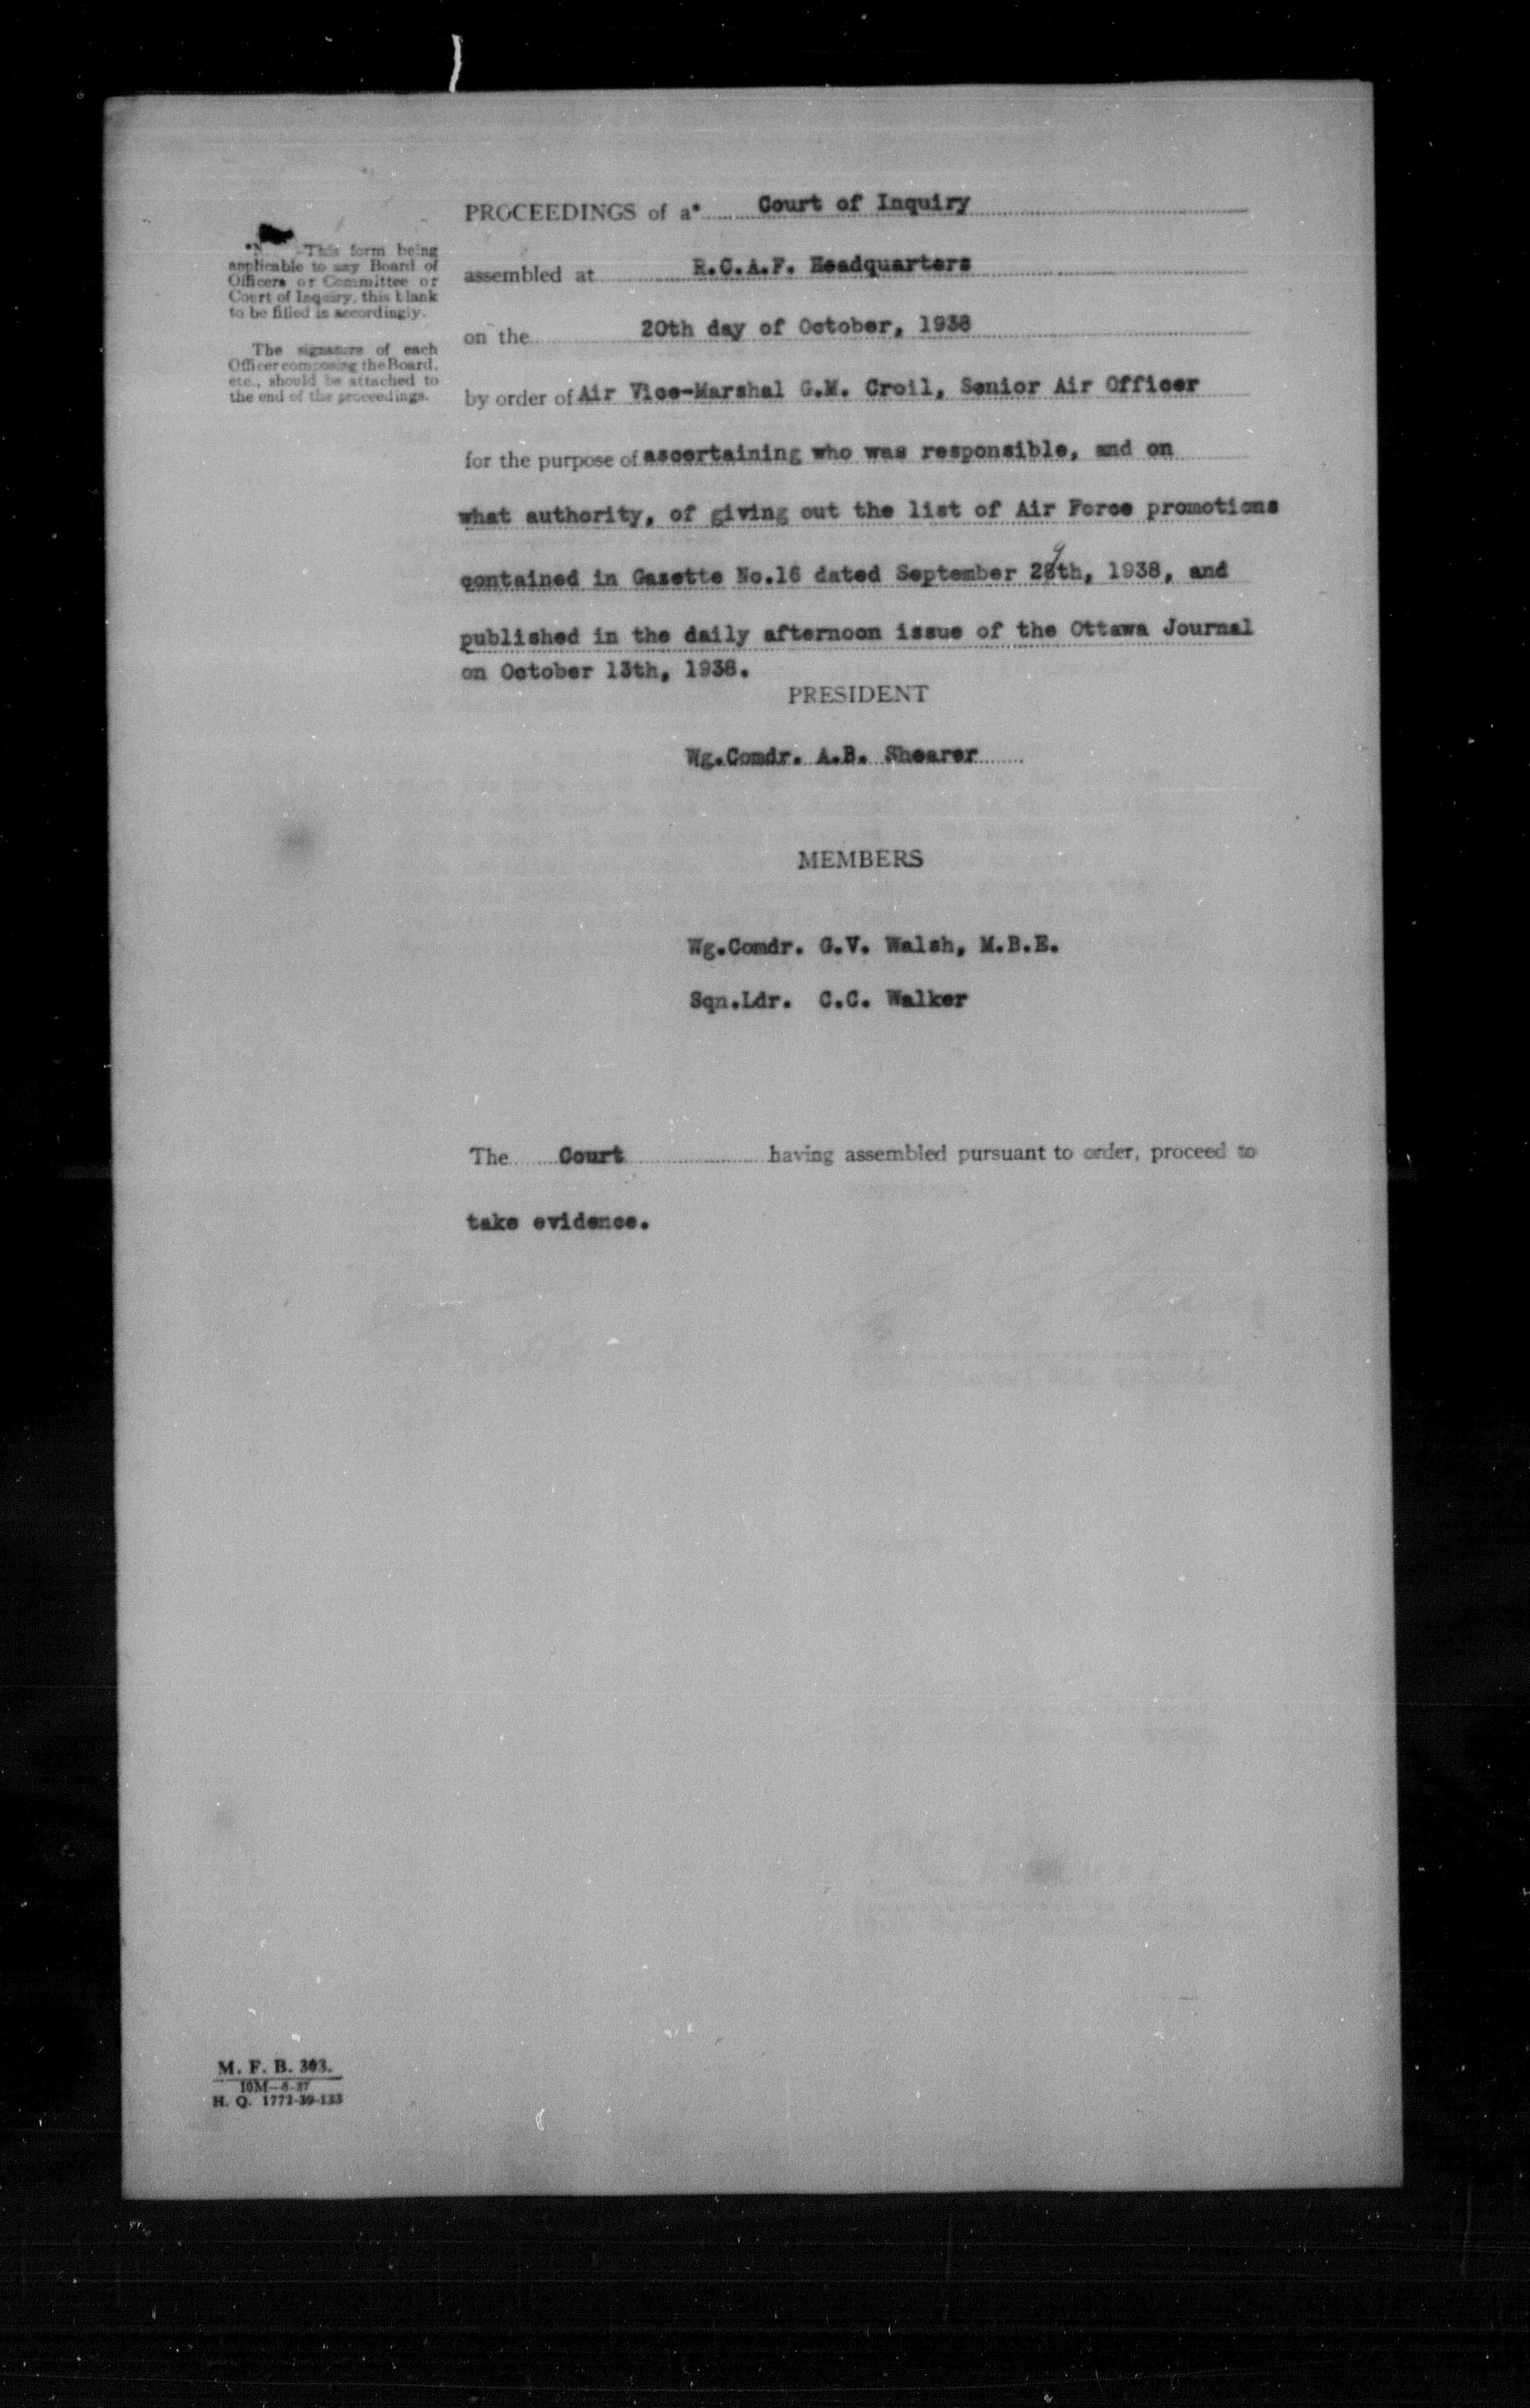 PROCEEDINGS of a* Court of Inquiry
assembled at R.C.A.F. Headquarters
on the 20th day of October, 1938
by order of Air Vice-Marshal G.M. Croil, Senior Air Officer
for the purpose of ascertaining who was responsible, and on
what authority, of giving out the list of Air Force promotions
contained in Gazette No.16 dated September 29th, 1938, and
published in the daily afternoon issue of the Ottawa Journal
on October 13th, 1938.
*N. This form being
applicable to any Board of
Officers or Committee or
Court of Inquiry, this blank
to be filled in accordingly.
The signature of each
Officer composing the Board,
etc., should be attached to
the end of the proceedings.
PRESIDENT
Wg.Comdr. A.B. Shearer
MEMBERS
Wg.Comdr. G.V. Walsh, M.B.E.
Sqn.Ldr. C.C. Walker
The Court having assembled pursuant to order, proceed to
take evidence.
M. F. B. 303.
10M—8-37
H. Q. 1772-39-133